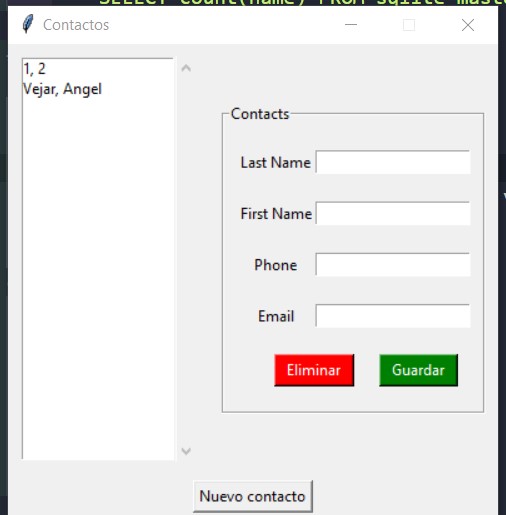 SELECT count(name) FROM sqlite_maste
Contactos
1, 2
Vejar, Angel
Contacts
Last Name
First Name
Phone
Email
Eliminar
Guardar
Nuevo contacto